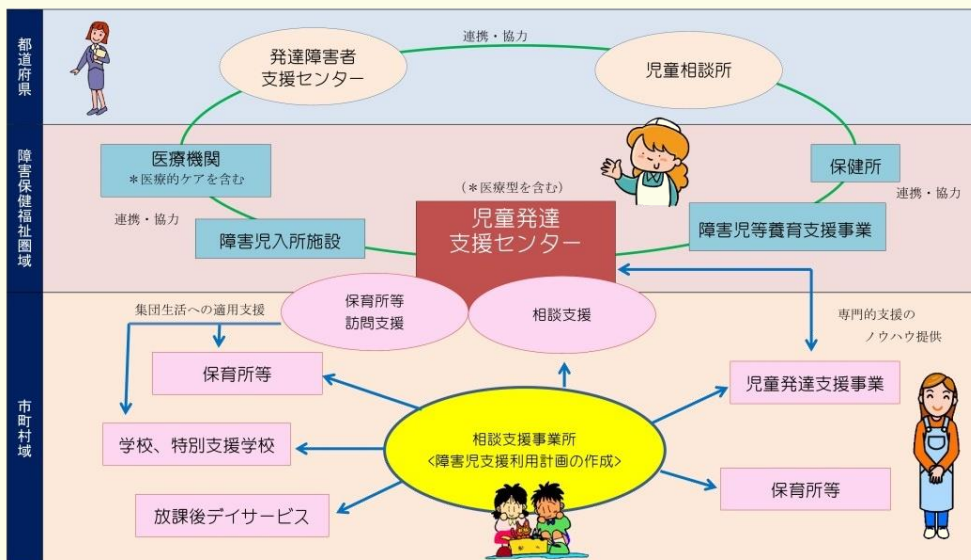 都道府県
連携・協力
発達障害者
支援センター
児童相談所
障害保健福祉圏域
医療機関
＊医療的ケアを含む
保健所
連携・協力
連携・協力
(＊医療型を含む)
児童発達
支援センター
障害児入所施設
障害児等養育支援事業
市町村域
集団生活への適用支援
保育所等
訪問支援
相談支援
専門的支援の
ノウハウ提供
保育所等
児童発達支援事業
学校、特別支援学校
相談支援事業所
<障害児支援利用計画の作成>
保育所等
放課後デイサービス